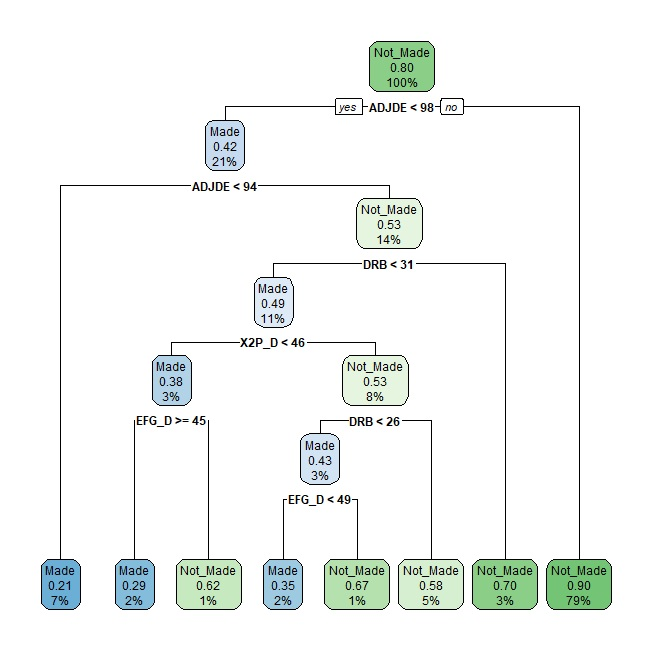 Not_Made
0.80
100%
yes ADJDE < 98 no
Made
0.42
21%
ADJDE < 94
Not_Made
0.53
14%
DRB < 31
Made
0.49
11%
X2P_D < 46
Made
0.38
3%
Not_Made
0.53
8%
EFG_D >= 45
DRB < 26
Made
0.43
3%
EFG_D < 49
Made
0.21
7%
Made
0.29
2%
Not_Made
0.62
1%
Made
0.35
2%
Not_Made
0.67
1%
Not_Made
0.58
5%
Not_Made
0.70
3%
Not_Made
0.90
79%